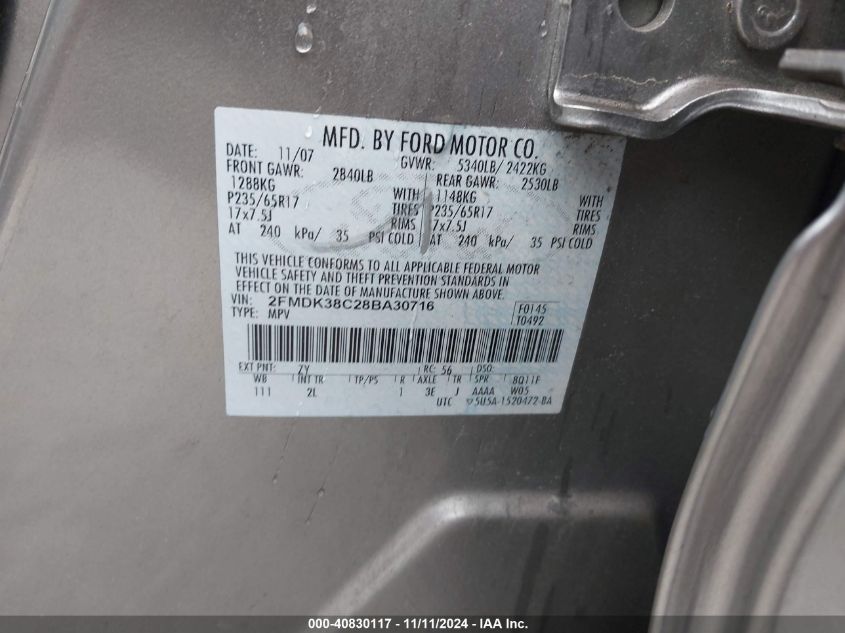 MFD. BY FORD MOTOR CO.
DATE: 11/07 GVWR: 5340LB/ 2422KG
FRONT GAWR: 2840LB REAR GAWR: 2530LB
1288KG WITH 1148KG WITH
P235/65R17 TIRES P235/65R17 TIRES
17x7.5J RIMS 17x7.5J RIMS
AT 240 kPa/ 35 PSI COLD AT 240 kPa/ 35 PSI COLD
THIS VEHICLE CONFORMS TO ALL APPLICABLE FEDERAL MOTOR
VEHICLE SAFETY AND THEFT PREVENTION STANDARDS IN
EFFECT ON THE DATE OF MANUFACTURE SHOWN ABOVE.
VIN: 2FMDK38C28BA30716 F0145
TYPE: MPV T0492
EXT PNT: ZY RC: 56 DSO:
WB INT TR TP/PS R AXLE TR SPR
111 2L 1 3E J AAAA W05
UTC 5U5A-1520472-BA
000-40830117 - 11/11/2024 - IAA Inc.